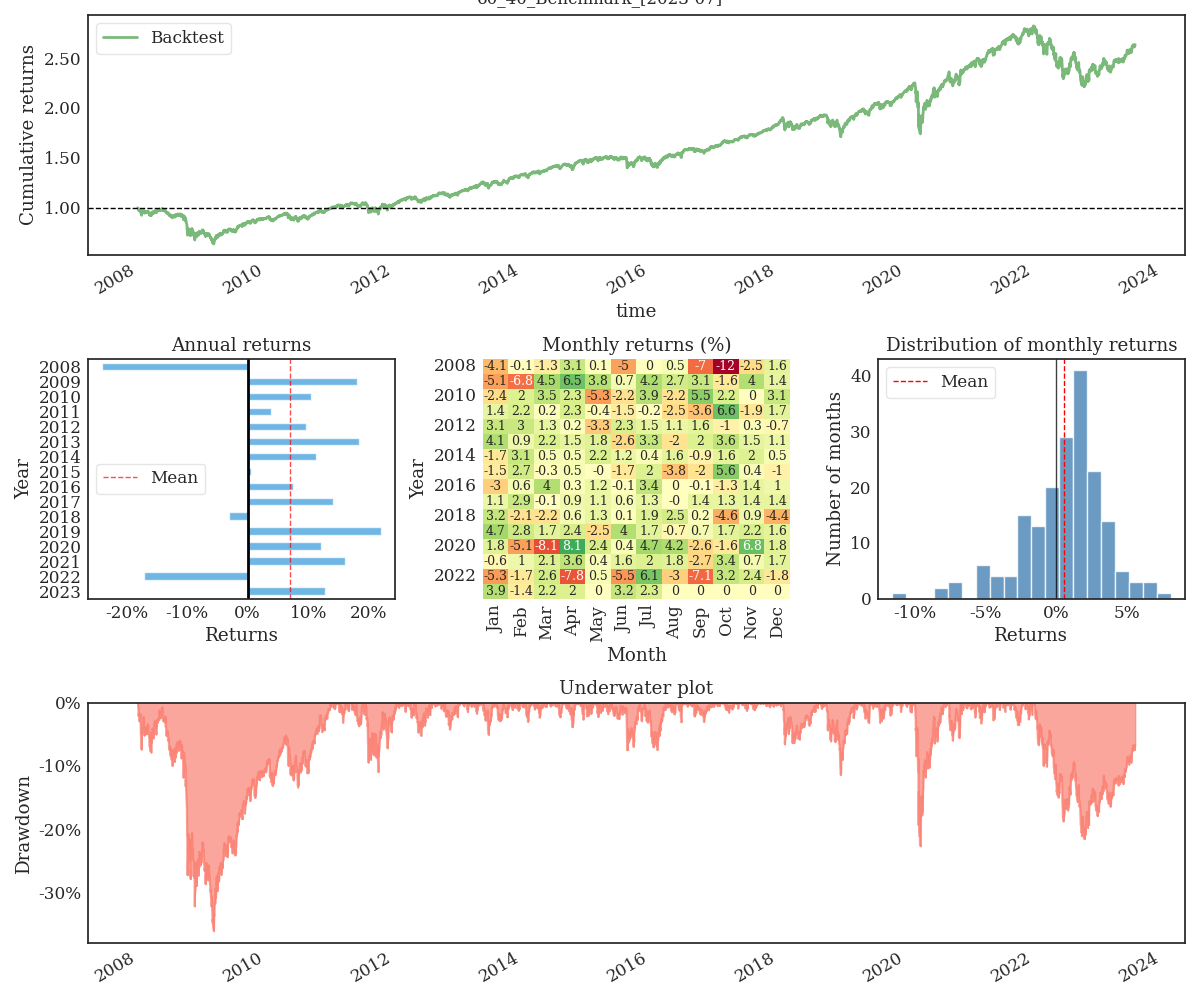 60_40_Benchmark_[2023-07]
Backtest
Cumulative returns
2.50
2.00
1.50
1.00
2008 2010 2012 2014 2016 2018 2020 2022 2024
time
Annual returns
Year
2008
2009
2010
2011
2012
2013
2014
2015
2016
2017
2018
2019
2020
2021
2022
2023
Mean
-20% -10% 0% 10% 20%
Returns
Monthly returns (%)
Year
2008 -4.1 -0.1 -1.3 3.1 0.1 -5 0 0.5 -7 -12 -2.5 1.6
-5.1 -6.8 4.5 6.5 3.8 0.7 4.2 2.7 3.1 -1.6 4 1.4
2010 -2.4 2 3.5 2.3 -5.3 -2.2 3.9 -2.2 5.5 2.2 0 3.1
1.4 2.2 0.2 2.3 -0.4 -1.5 -0.2 -2.5 -3.6 6.6 -1.9 1.7
2012 3.1 3 1.3 0.2 -3.3 2.3 1.5 1.1 1.6 -1 0.3 -0.7
4.1 0.9 2.2 1.5 1.8 -2.6 3.3 -2 2 3.6 1.5 1.1
2014 -1.7 3.1 0.5 0.5 2.2 1.2 0.4 1.6 -0.9 1.6 2 0.5
-1.5 2.7 -0.3 0.5 -0 -1.7 2 -3.8 -2 5.6 0.4 -1
2016 -3 0.6 4 0.3 1.2 -0.1 3.4 0 -0.1 -1.3 1.4 1
1.1 2.9 -0.1 0.9 1.1 0.6 1.3 -0 1.4 1.3 1.4 1.4
2018 3.2 -2.1 -2.2 0.6 1.3 0.1 1.9 2.5 0.2 -4.6 0.9 -4.4
4.7 2.8 1.7 2.4 -2.5 4 1.7 -0.7 0.7 1.7 2.2 1.6
2020 1.8 -5.1 -8.1 8.1 2.4 0.4 4.7 4.2 -2.6 -1.6 6.8 1.8
-0.6 1 2.1 3.6 0.4 1.6 2 1.8 -2.7 3.4 0.7 1.7
2022 -5.3 -1.7 2.6 -7.8 0.5 -5.5 6.1 -3 -7.1 3.2 2.4 -1.8
3.9 -1.4 2.2 2 0 3.2 2.3 0 0 0 0 0
Jan Feb Mar Apr May Jun Jul Aug Sep Oct Nov Dec
Month
Distribution of monthly returns
Mean
Number of months
40
30
20
10
0
-10% -5% 0% 5%
Returns
Underwater plot
Drawdown
0%
-10%
-20%
-30%
2008 2010 2012 2014 2016 2018 2020 2022 2024